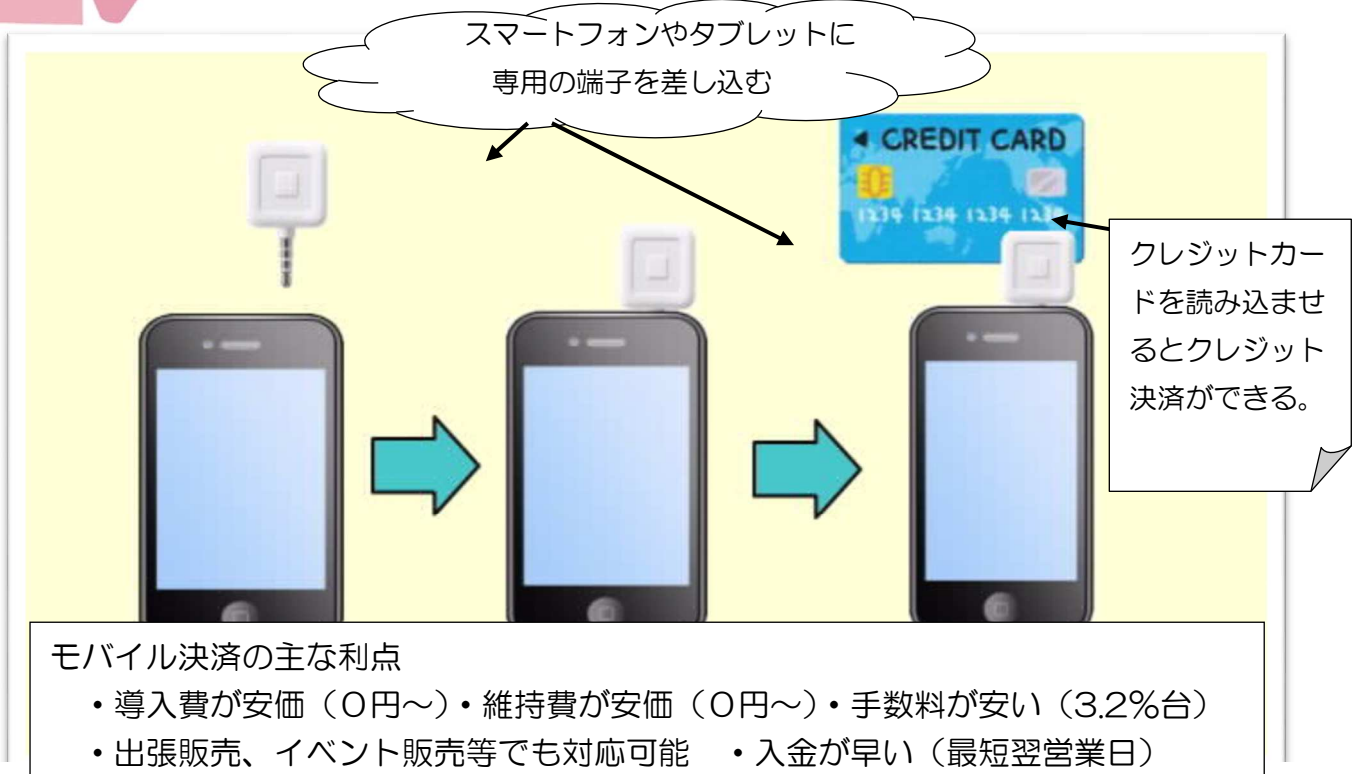 スマートフォンやタブレットに
専用の端子を差し込む
CREDIT CARD
1234 1234 1234 1234
クレジットカー
ドを読み込ませ
るとクレジット
決済ができる。
モバイル決済の主な利点
・導入費が安価（０円～）・維持費が安価（０円～）・手数料が安い（3.2%台）
・出張販売、イベント販売等でも対応可能　・入金が早い（最短翌営業日）